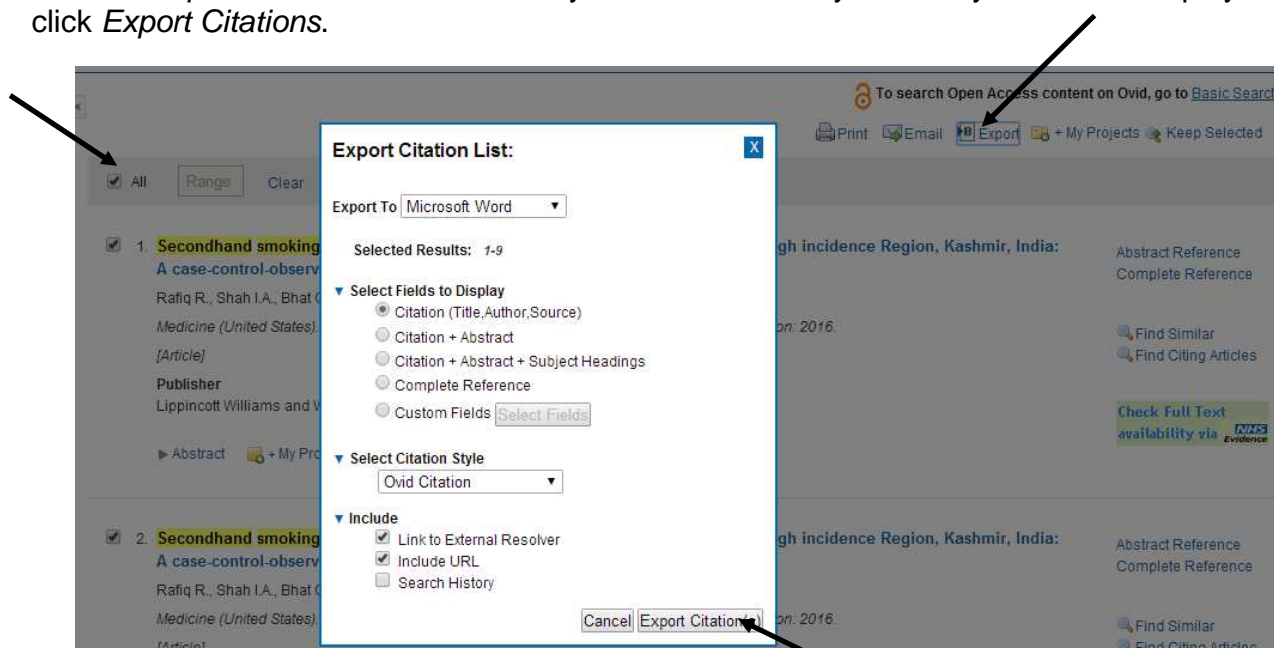 click Export Citations.
To search Open Access content on Ovid, go to Basic Search
Print Email Export + My Projects Keep Selected
All Range Clear
Export Citation List:
X
Export To Microsoft Word
Selected Results: 1-9
Select Fields to Display
Citation (Title,Author,Source)
Citation + Abstract
Citation + Abstract + Subject Headings
Complete Reference
Custom Fields Select Fields
Select Citation Style
Ovid Citation
Include
Link to External Resolver
Include URL
Search History
Cancel Export Citation(s)
1. Secondhand smoking gh incidence Region, Kashmir, India:
A case-control-observ
Rafiq R., Shah I.A., Bhat
Medicine (United States). on: 2016.
[Article]
Publisher
Lippincott Williams and
Abstract + My Pro
Abstract Reference
Complete Reference
Find Similar
Find Citing Articles
Check Full Text
availability via NHS
Evidence
2. Secondhand smoking gh incidence Region, Kashmir, India:
A case-control-observ
Rafiq R., Shah I.A., Bhat
Medicine (United States). on: 2016.
[Article]
Abstract Reference
Complete Reference
Find Similar
Find Citing Articles